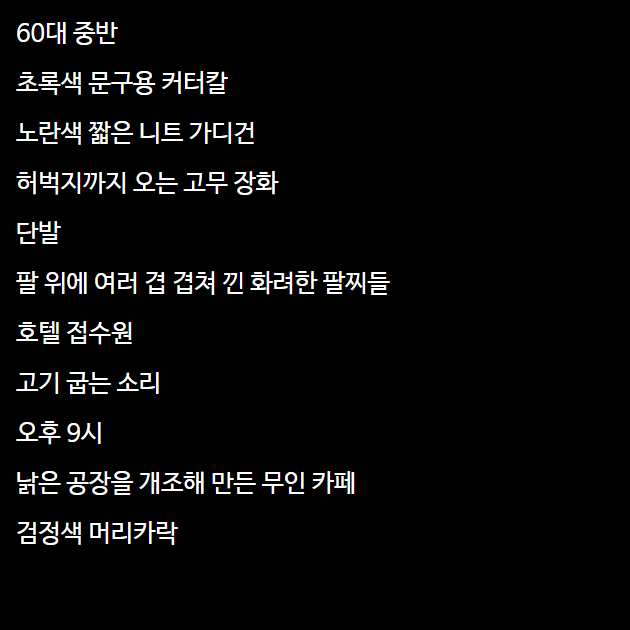 60대 중반
초록색 문구용 커터칼
노란색 짧은 니트 가디건
허벅지까지 오는 고무 장화
단발
팔 위에 여러 겹 겹쳐 낀 화려한 팔찌들
호텔 접수원
고기 굽는 소리
오후 9시
낡은 공장을 개조해 만든 무인 카페
검정색 머리카락